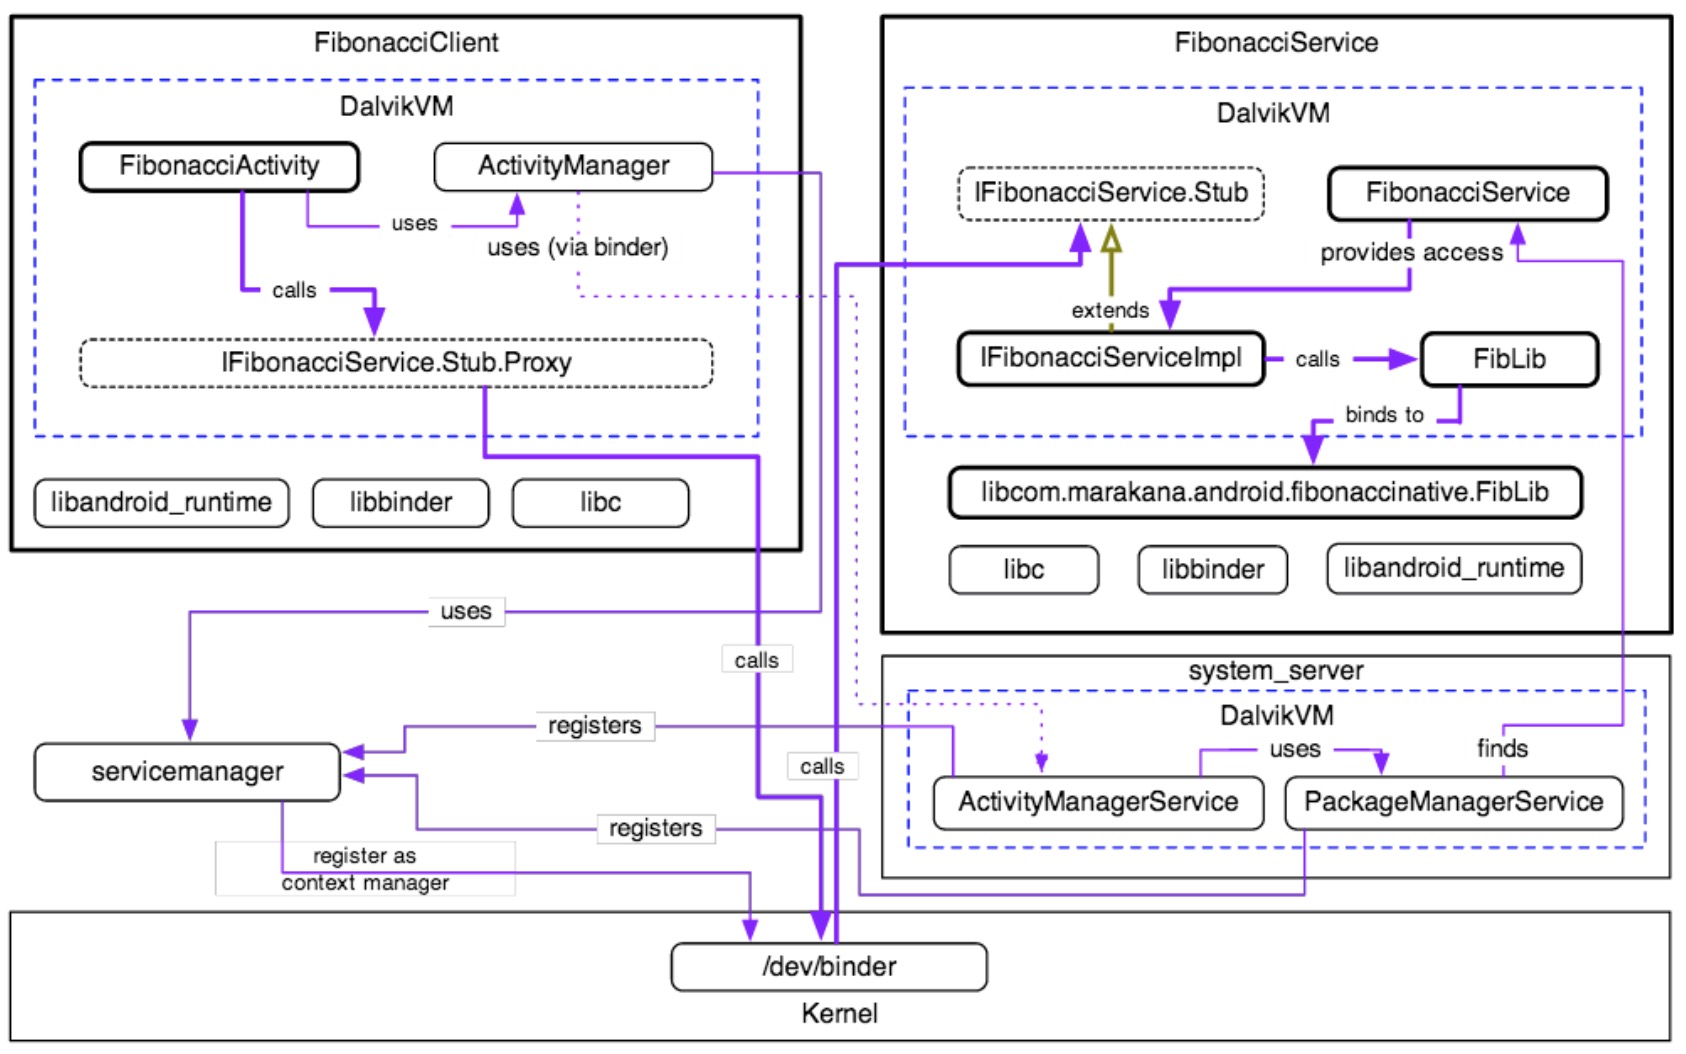 FibonacciClient
DalvikVM
FibonacciActivity
ActivityManager
uses
uses (via binder)
calls
IFibonacciService.Stub.Proxy
libandroid_runtime
libbinder
libc
FibonacciService
DalvikVM
IFibonacciService.Stub
FibonacciService
provides access
extends
IFibonacciServiceImpl
calls
FibLib
binds to
libcom.marakana.android.fibonaccinative.FibLib
libc
libbinder
libandroid_runtime
uses
calls
system_server
DalvikVM
registers
uses
finds
servicemanager
calls
ActivityManagerService
PackageManagerService
registers
register as
context manager
/dev/binder
Kernel